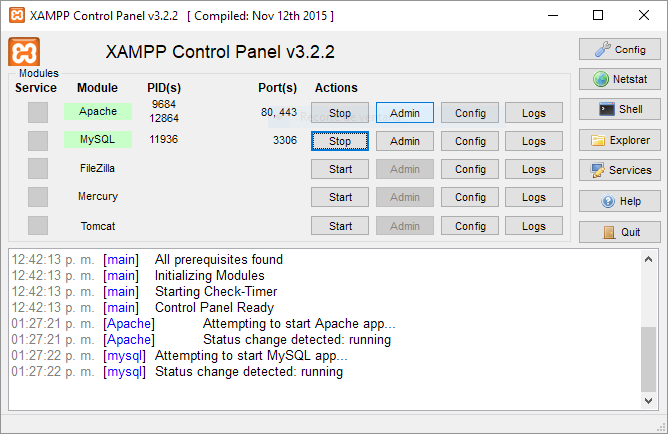 XAMPP Control Panel v3.2.2 [ Compiled: Nov 12th 2015 ]
XAMPP Control Panel v3.2.2
Config
Modules
Service Module PID(s) Port(s) Actions
Netstat
Apache 9684 12864 80, 443 Stop Admin Config Logs
Shell
MySQL 11936 3306 Stop Admin Config Logs
Explorer
FileZilla Start Admin Config Logs
Services
Mercury Start Admin Config Logs
Help
Tomcat Start Admin Config Logs
Quit
12:42:13 p. m. [main] All prerequisites found
12:42:13 p. m. [main] Initializing Modules
12:42:13 p. m. [main] Starting Check-Timer
12:42:13 p. m. [main] Control Panel Ready
01:27:21 p. m. [Apache] Attempting to start Apache app...
01:27:21 p. m. [Apache] Status change detected: running
01:27:22 p. m. [mysql] Attempting to start MySQL app...
01:27:22 p. m. [mysql] Status change detected: running